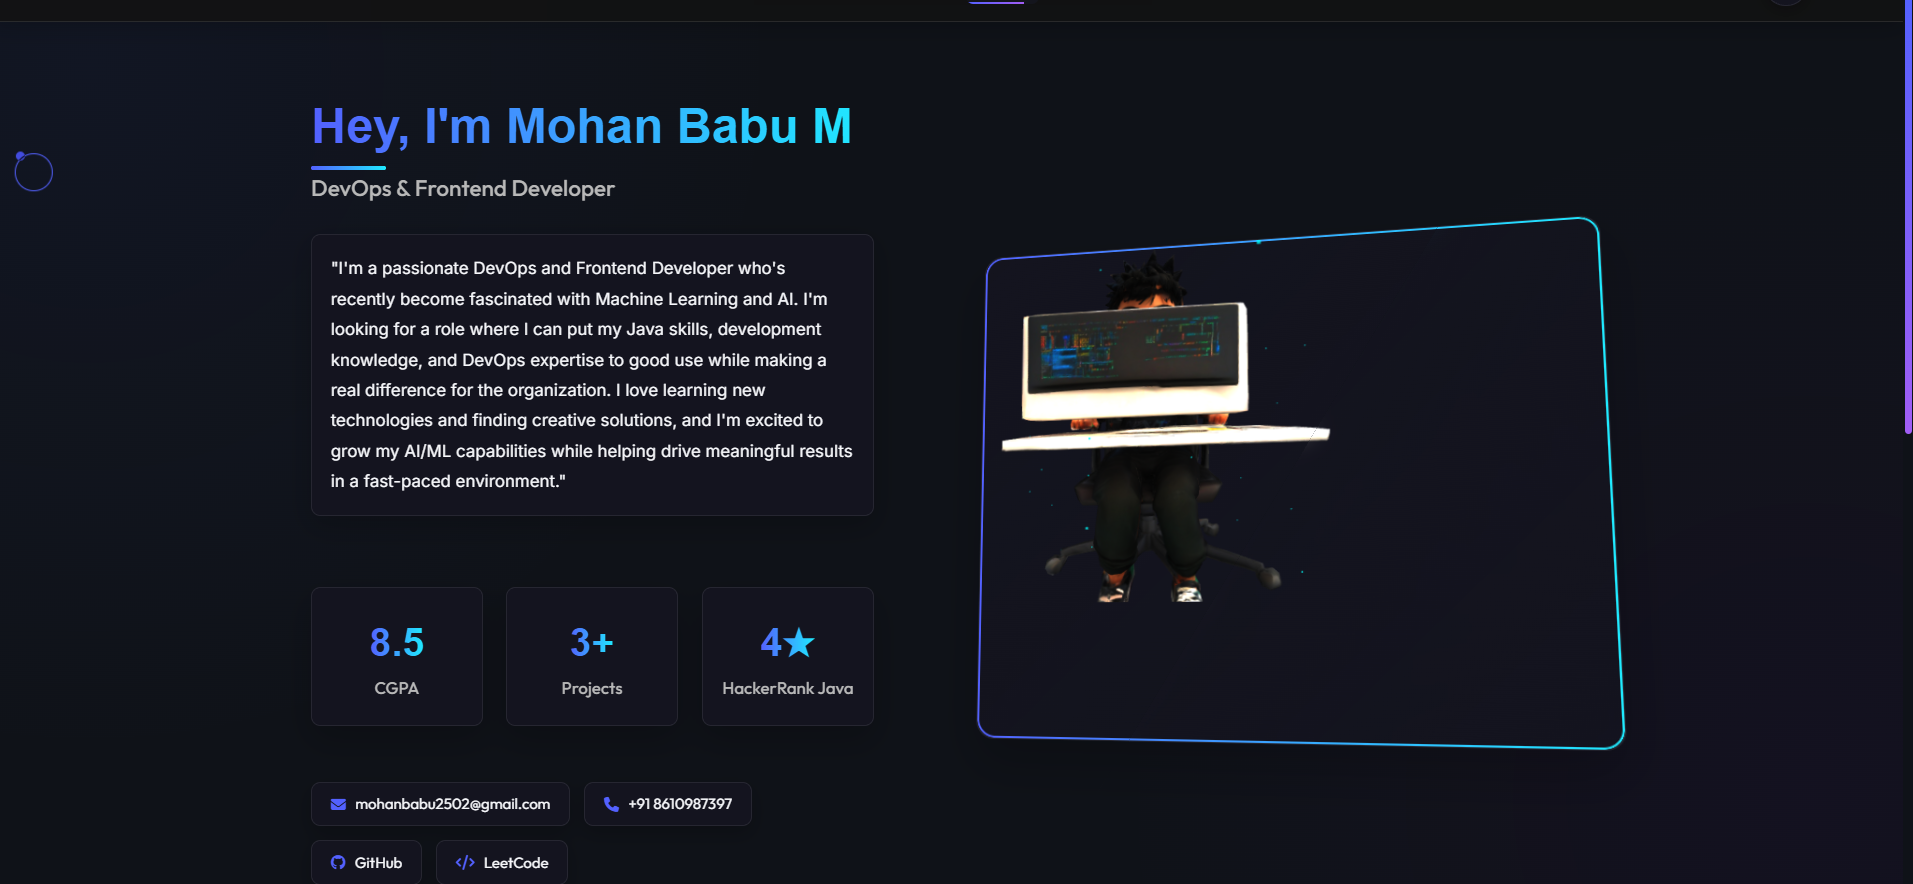 Hey, I'm Mohan Babu M
DevOps & Frontend Developer
"I'm a passionate DevOps and Frontend Developer who's
recently become fascinated with Machine Learning and AI. I'm
looking for a role where I can put my Java skills, development
knowledge, and DevOps expertise to good use while making a
real difference for the organization. I love learning new
technologies and finding creative solutions, and I'm excited to
grow my AI/ML capabilities while helping drive meaningful results
in a fast-paced environment."
8.5
CGPA
3+
Projects
4★
HackerRank Java
mohanbabu2502@gmail.com
+91 8610987397
GitHub
LeetCode